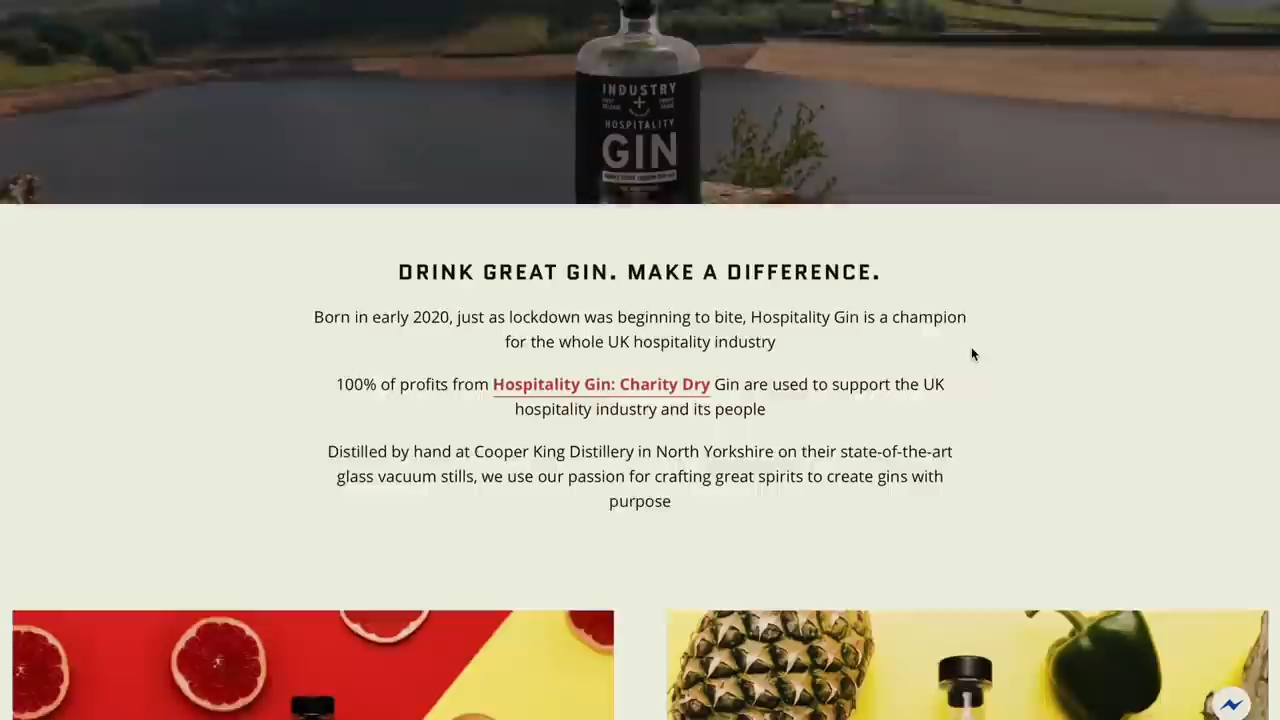 INDUSTRY
HOSPITALITY
GIN
DRINK GREAT GIN. MAKE A DIFFERENCE.
Born in early 2020, just as lockdown was beginning to bite, Hospitality Gin is a champion
for the whole UK hospitality industry
100% of profits from Hospitality Gin: Charity Dry Gin are used to support the UK
hospitality industry and its people
Distilled by hand at Cooper King Distillery in North Yorkshire on their state-of-the-art
glass vacuum stills, we use our passion for crafting great spirits to create gins with
purpose